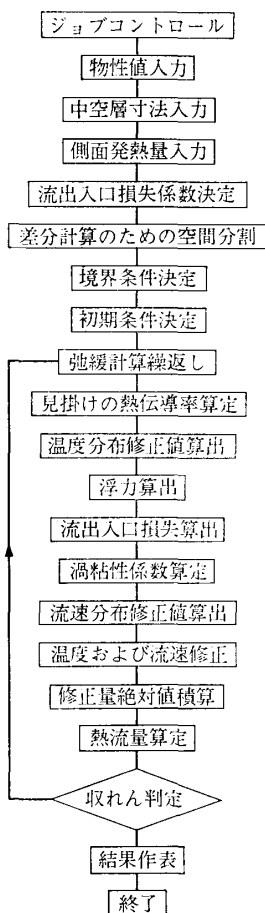 ジョブコントロール
物性値入力
中空層寸法入力
側面発熱量入力
流出入口損失係数決定
差分計算のための空間分割
境界条件決定
初期条件決定
弛緩計算繰返し
見掛けの熱伝導率算定
温度分布修正値算出
浮力算出
流出入口損失算出
渦粘性係数算定
流速分布修正値算出
温度および流速修正
修正量絶対値積算
熱流量算定
収れん判定
結果作表
終了